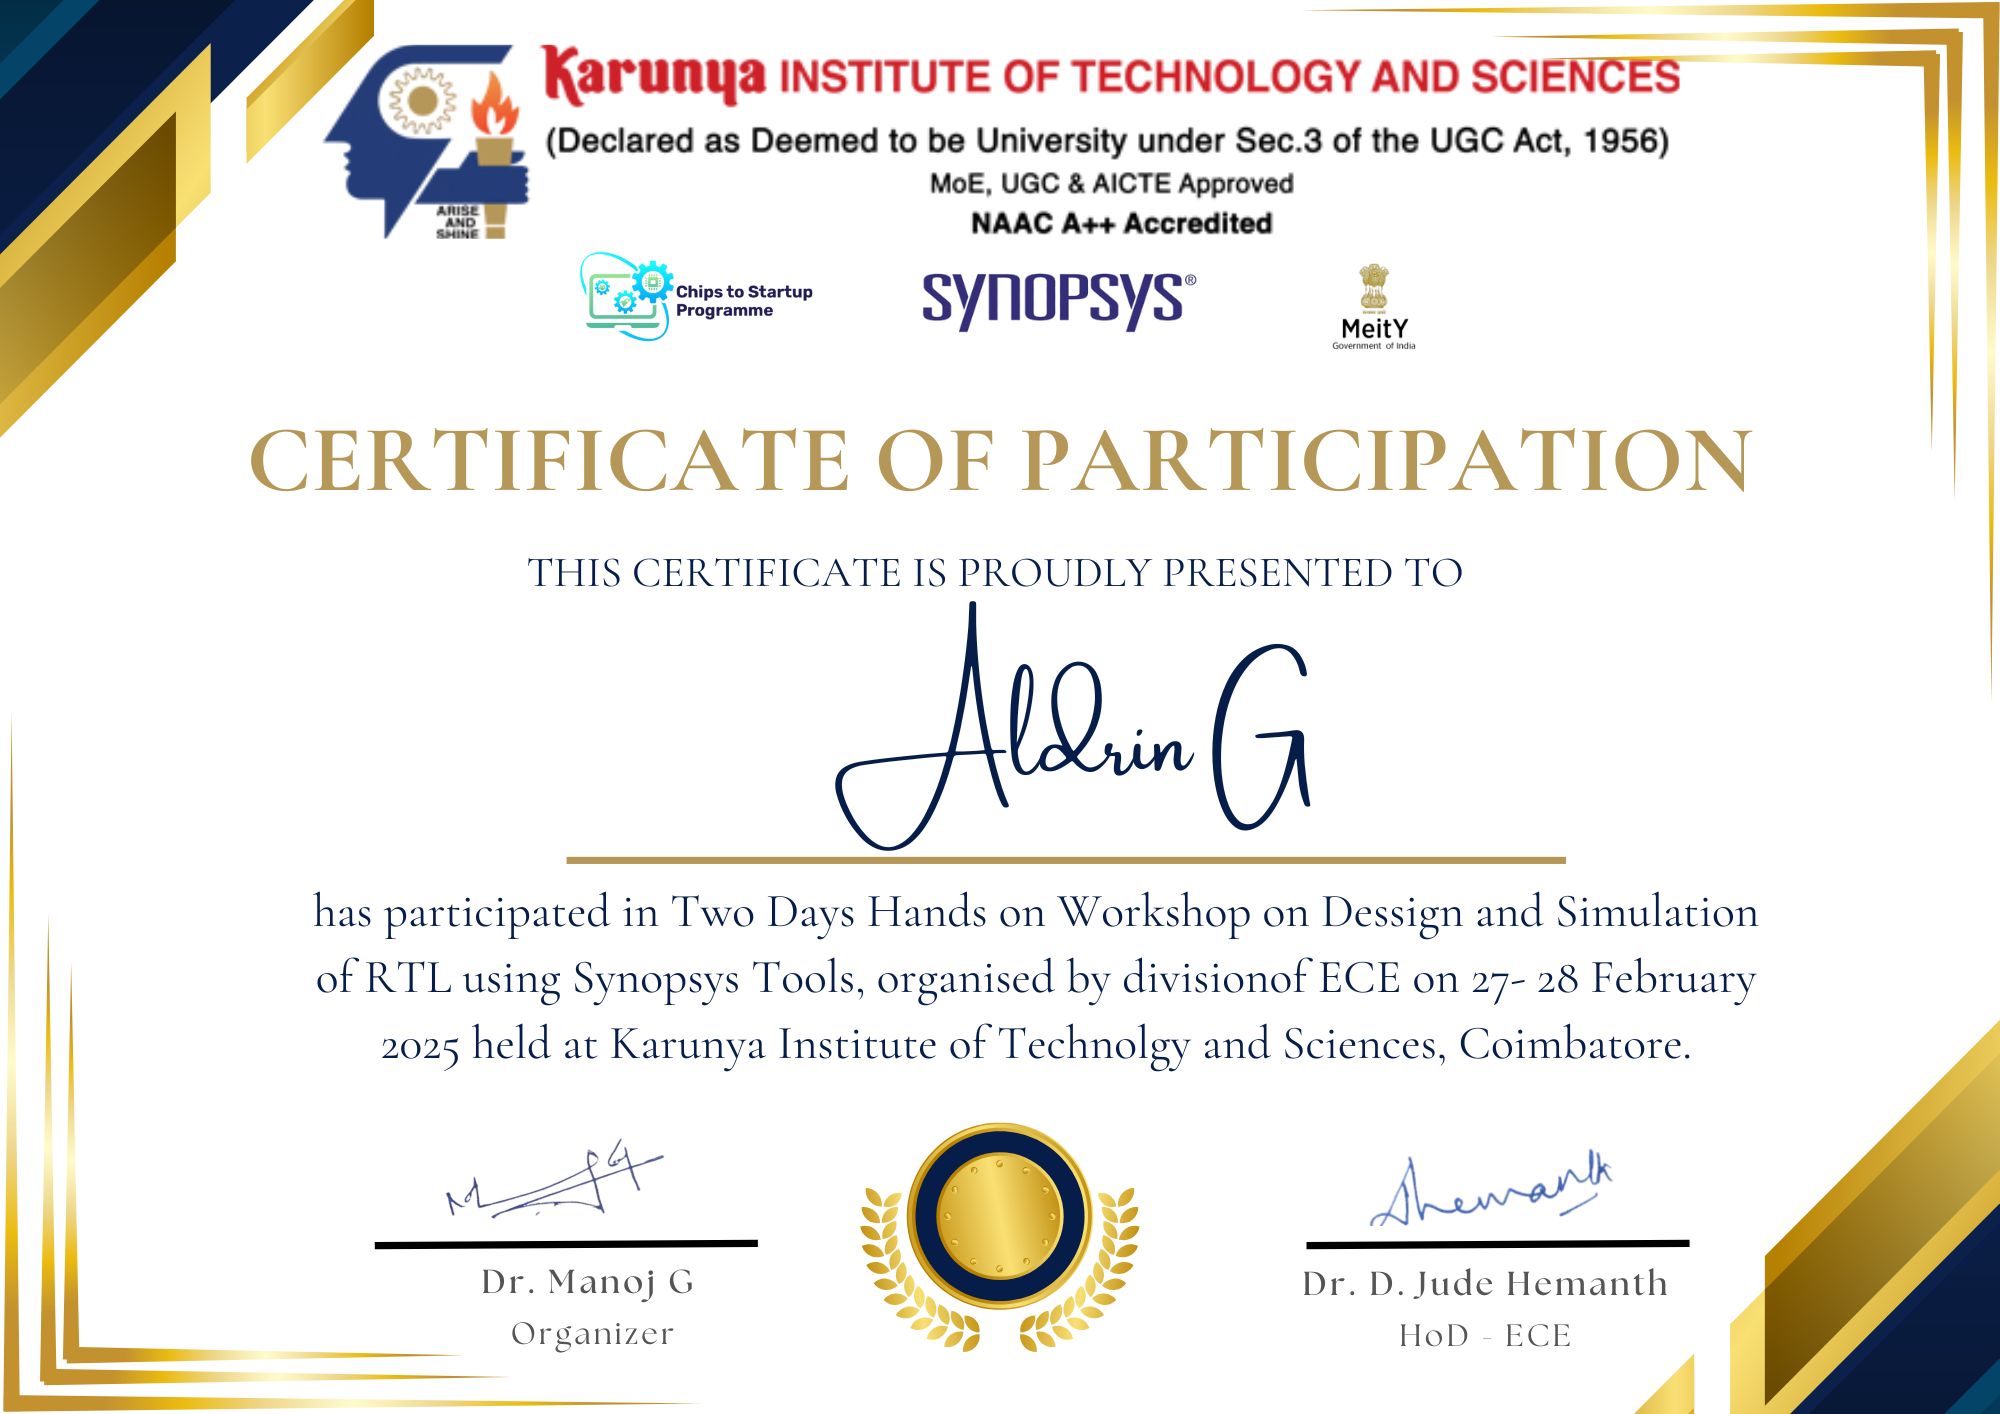 Karunya INSTITUTE OF TECHNOLOGY AND SCIENCES
(Declared as Deemed to be University under Sec.3 of the UGC Act, 1956)
MoE, UGC & AICTE Approved
NAAC A++ Accredited
ARISE
AND
SHINE
Chips to Startup
Programme
SYNOPSYS®
MeitY
Government of India
CERTIFICATE OF PARTICIPATION
THIS CERTIFICATE IS PROUDLY PRESENTED TO
Aldrin G
has participated in Two Days Hands on Workshop on Dessign and Simulation
of RTL using Synopsys Tools, organised by divisionof ECE on 27- 28 February
2025 held at Karunya Institute of Technolgy and Sciences, Coimbatore.
Dr. Manoj G
Organizer
Dr. D. Jude Hemanth
HoD - ECE